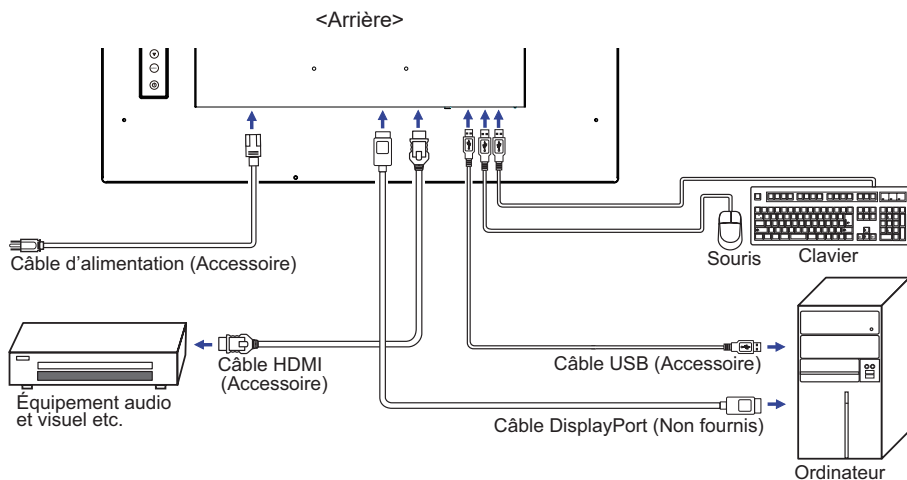 <Arrière>
Câble d'alimentation (Accessoire)
Souris
Clavier
Câble HDMI
(Accessoire)
Câble USB (Accessoire)
Équipement audio
et visuel etc.
Câble DisplayPort (Non fournis)
Ordinateur